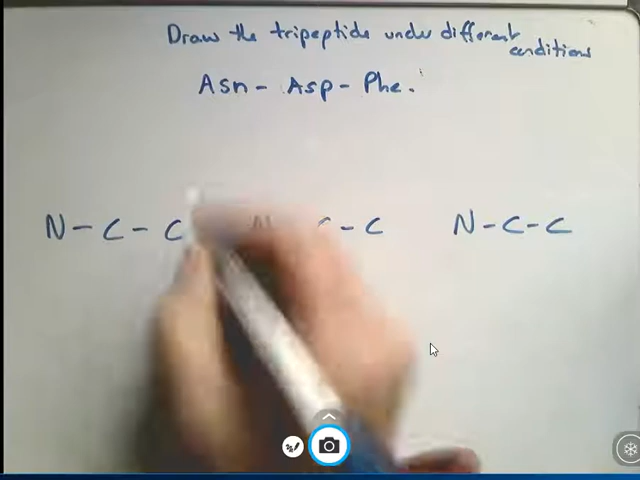 Draw the tripeptide under different
conditions
Asn - Asp - Phe.
N - C - C N C - C N - C - C